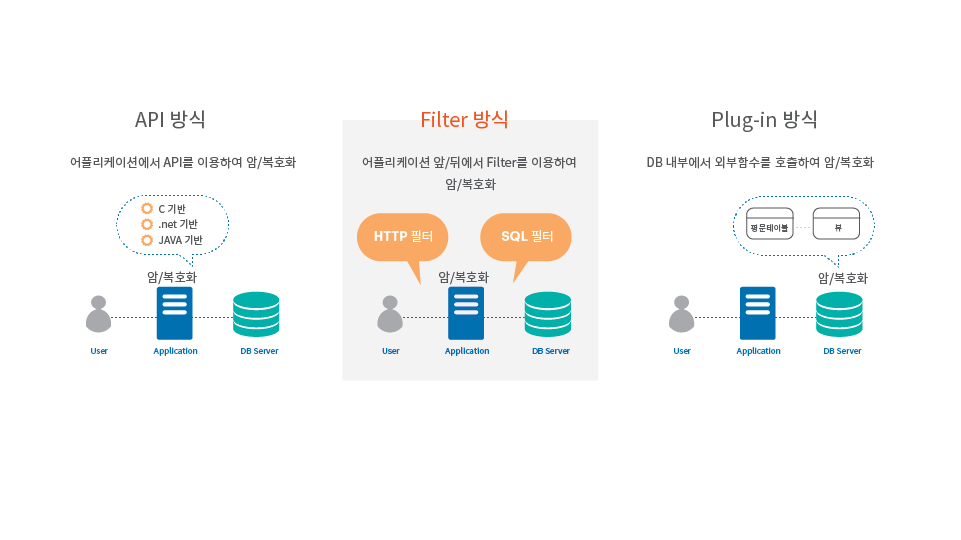 API 방식
어플리케이션에서 API를 이용하여 암/복호화
C 기반
.net 기반
JAVA 기반
암/복호화
User
Application
DB Server
Filter 방식
어플리케이션 앞/뒤에서 Filter를 이용하여
암/복호화
HTTP 필터
SQL 필터
암/복호화
User
Application
DB Server
Plug-in 방식
DB 내부에서 외부함수를 호출하여 암/복호화
평문테이블
뷰
암/복호화
User
Application
DB Server